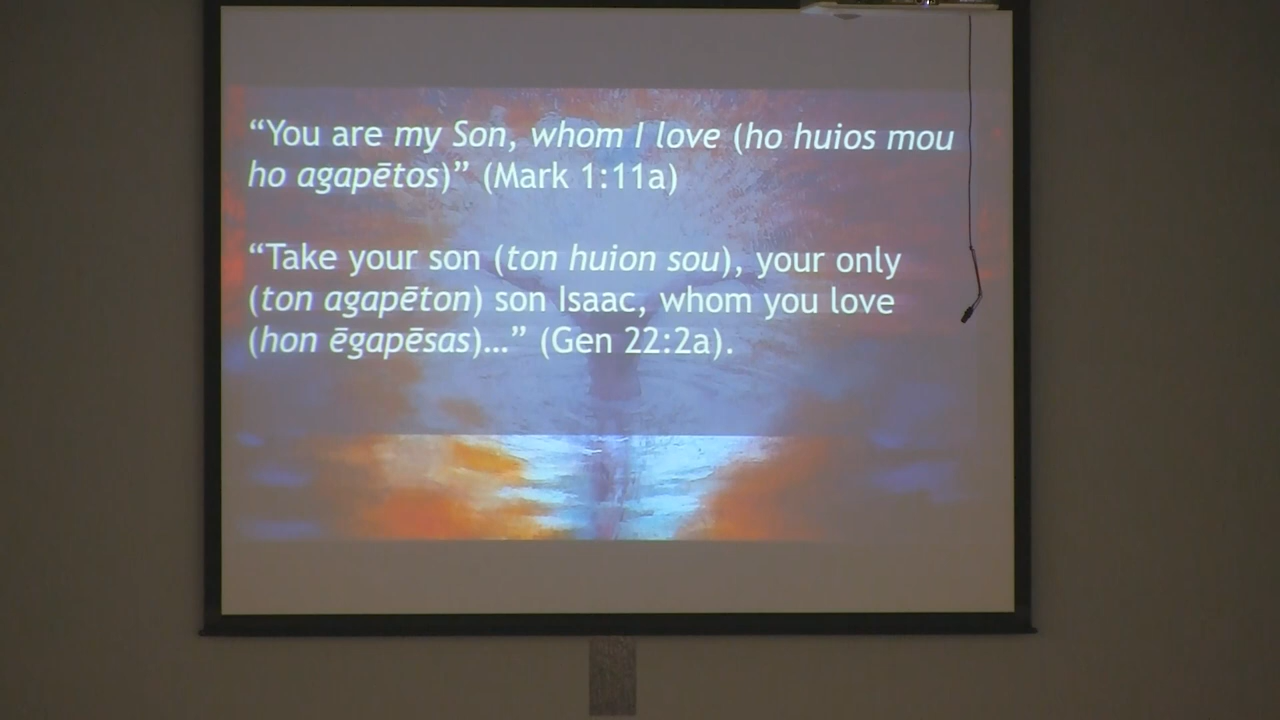 “You are my Son, whom I love (ho huios mou
ho agapētos)” (Mark 1:11a)
“Take your son (ton huion sou), your only
(ton agapēton) son Isaac, whom you love
(hon ēgapēsas)…” (Gen 22:2a).